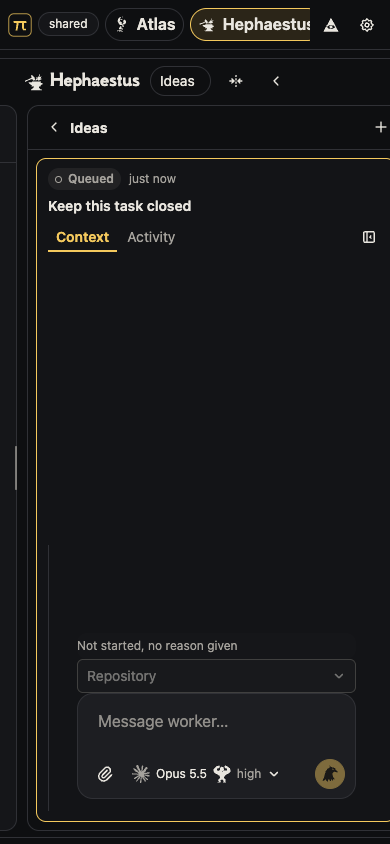 π shared Atlas Hephaestus
Hephaestus Ideas
Ideas
Queued just now
Keep this task closed
Context Activity
Not started, no reason given
Repository
Message worker...
Opus 5.5 high